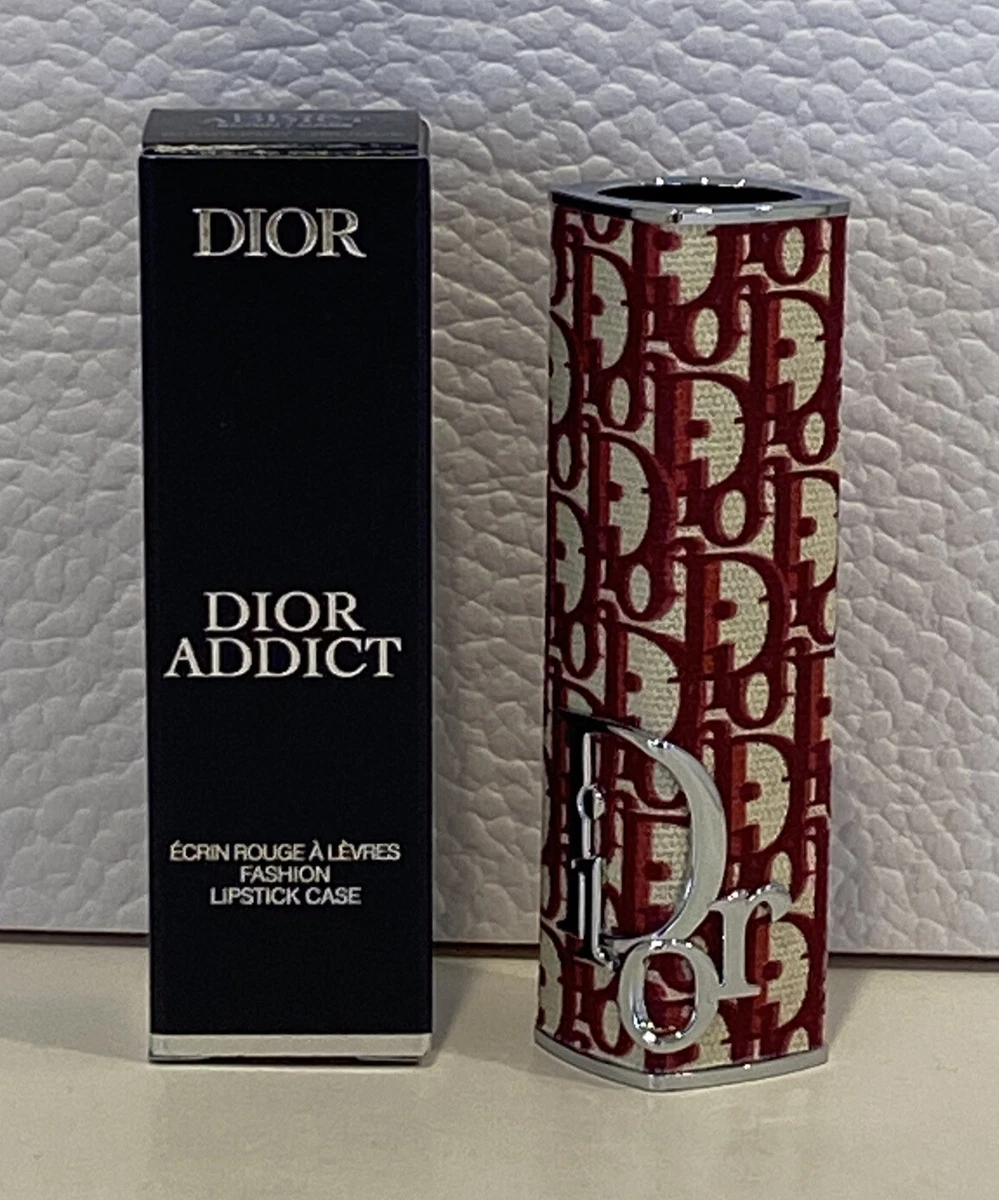 DIOR
DIOR
ADDICT
ÉCRIN ROUGE À LÈVRES
FASHION
LIPSTICK CASE
Dior